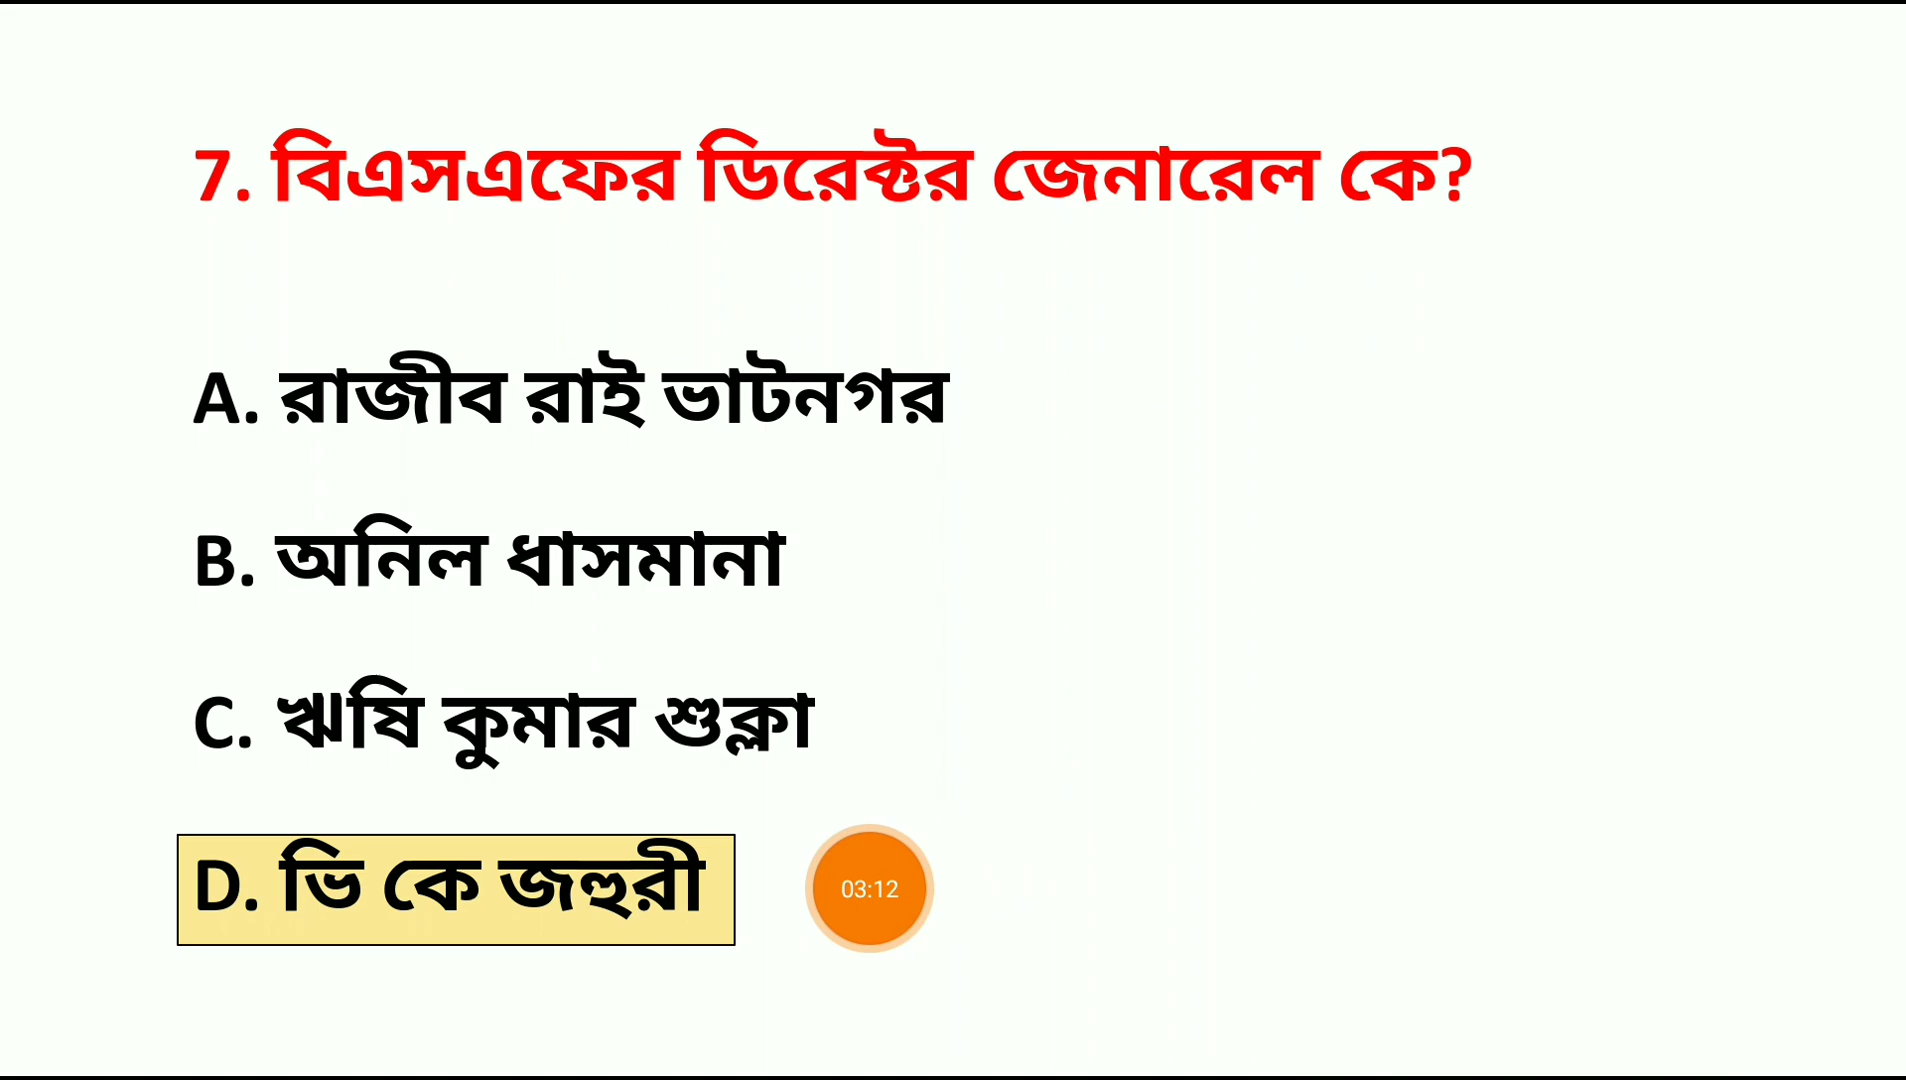 7. বিএসএফের ডিরেক্টর জেনারেল কে?
A. রাজীব রাই ভাটনগর
B. অনিল ধাসমানা
C. ঋষি কুমার শুক্লা
D. ভি কে জহুরী
03:12